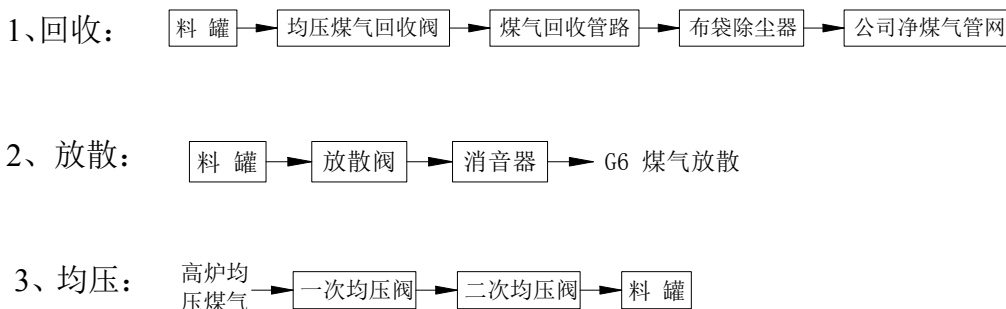 1、回收： 料 罐 均压煤气回收阀 煤气回收管路 布袋除尘器 公司净煤气管网
2、放散： 料 罐 放散阀 消音器 G6 煤气放散
3、均压： 高炉均压煤气 一次均压阀 二次均压阀 料 罐